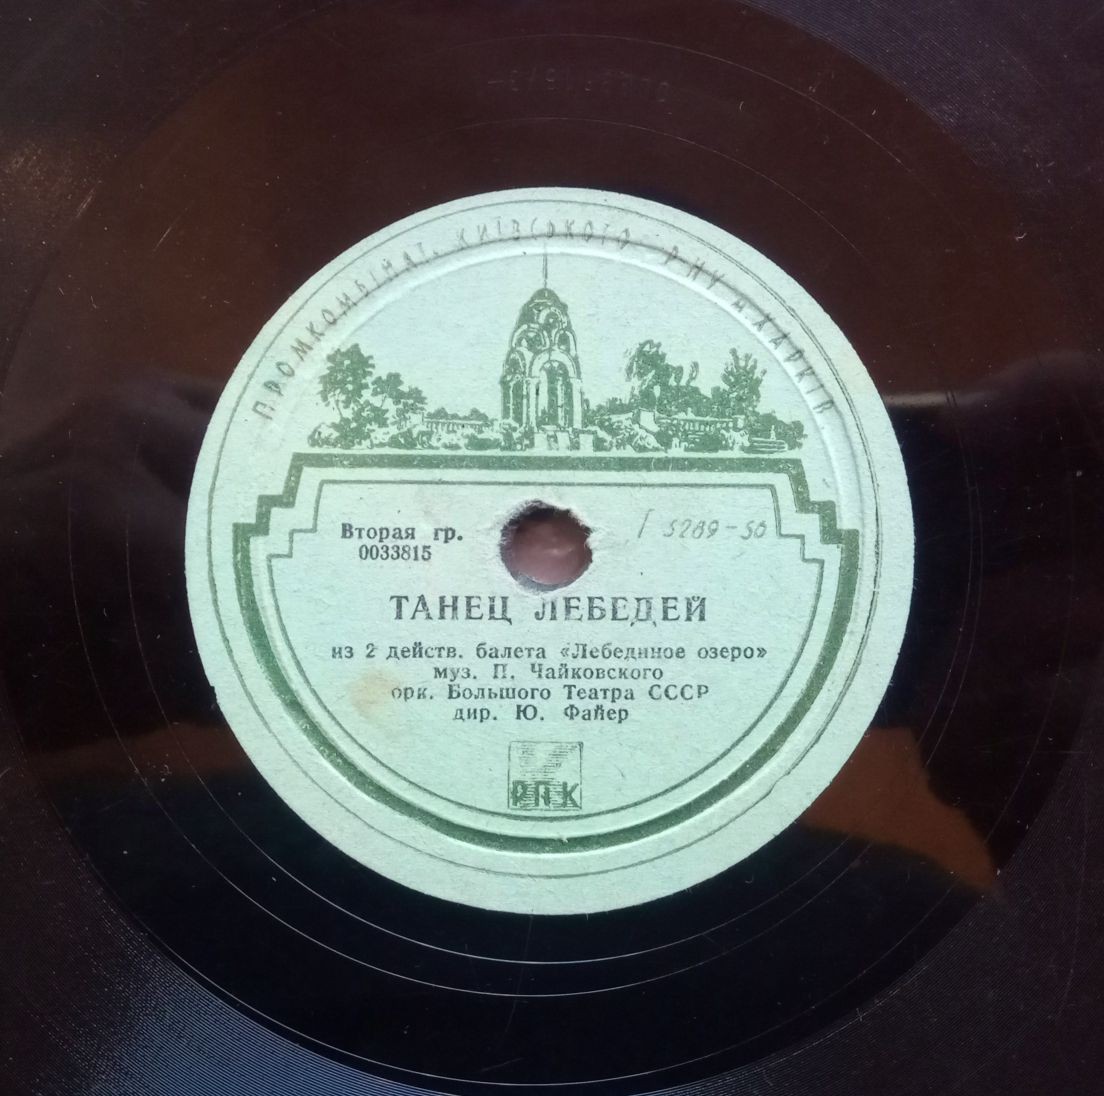 ПРОМКОМБІНАТ. КИЇВСЬКОГО РПУ М.ХАРКІВ
Вторая гр.
0033815
5289-50
ТАНЕЦ ЛЕБЕДЕЙ
из 2 действ. балета «Лебединое озеро»
муз. П. Чайковского
орк. Большого Театра СССР
дир. Ю. Файер
РПК